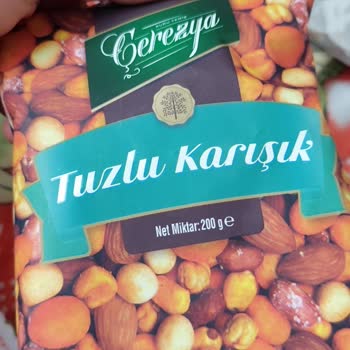 Çerezya
Tuzlu Karışık
Net Miktar: 200 g ℮